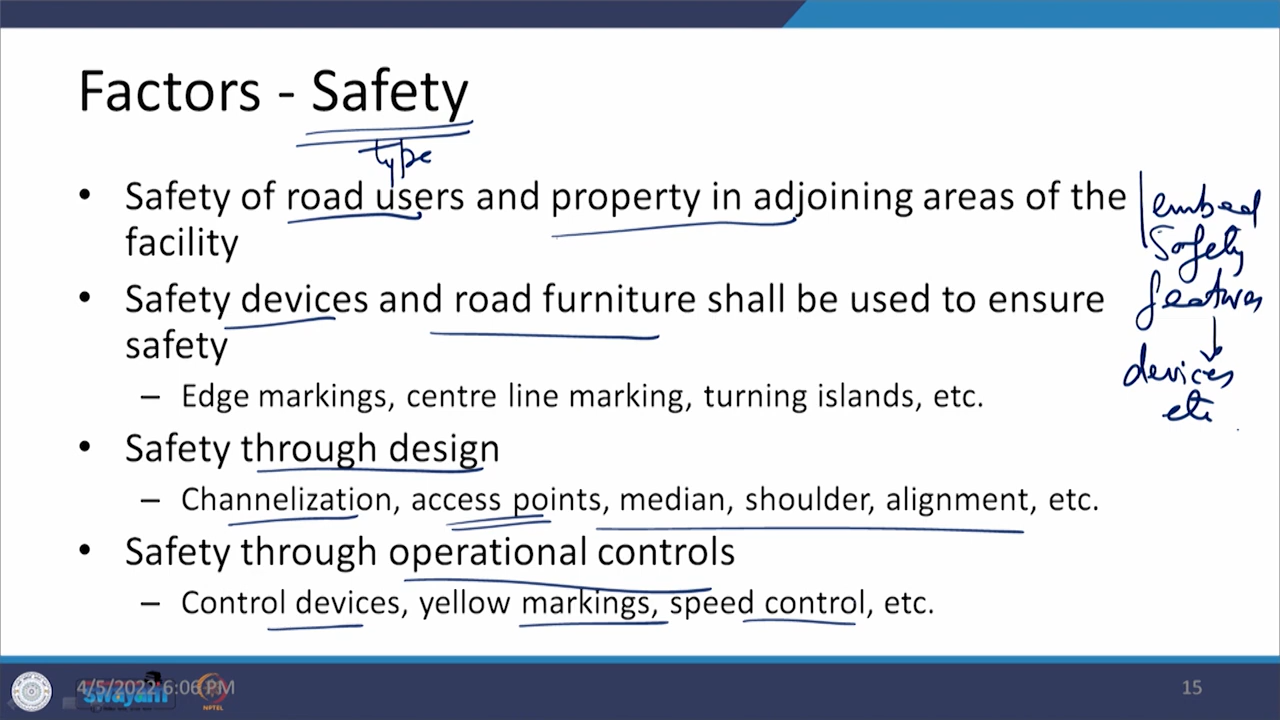 Factors - Safety
type
• Safety of road users and property in adjoining areas of the
facility
• Safety devices and road furniture shall be used to ensure
safety
– Edge markings, centre line marking, turning islands, etc.
• Safety through design
– Channelization, access points, median, shoulder, alignment, etc.
• Safety through operational controls
– Control devices, yellow markings, speed control, etc.
embed
Safety
features
devices
etc
4/5/2022 6:06 PM
swayam
NPTEL
15